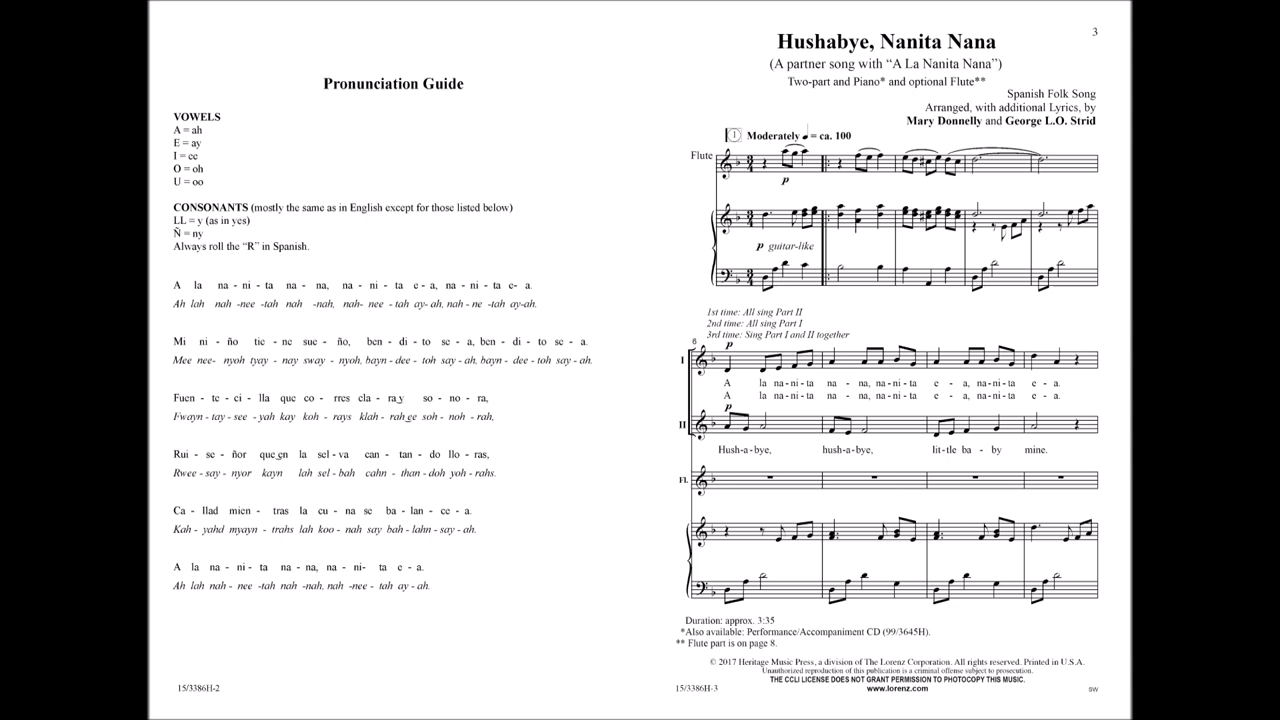 Pronunciation Guide
VOWELS
A = ah
E = ay
I = ee
O = oh
U = oo
CONSONANTS (mostly the same as in English except for those listed below)
LL = y (as in yes)
Ñ = ny
Always roll the "R" in Spanish.
A la na - ni - ta na - na, na - ni - ta e - a, na - ni - ta e - a.
Ah lah nah - nee - tah nah - nah, nah - nee - tah ay - ah, nah - ne - tah ay-ah.
Mi ni - ño tie - ne sue - ño, ben - di - to se - a, ben - di - to se - a.
Mee nee- nyoh tyay - nay sway - nyoh, bayn - dee - toh say - ah, bayn - dee - toh say - ah.
Fuen - te - ci - lla que co - rres cla - ra y so - no - ra,
Fwayn - tay - see - yah kay koh - rays klah - rah ee soh - noh - rah,
Rui - se - ñor que en la sel - va can - tan - do llo - ras,
Rwee - say - nyor kayn lah sel - bah cahn - than - doh yoh - rahs.
Ca - llad mien - tras la cu - na se ba - lan - ce - a.
Kah - yahd myayn - trahs lah koo - nah say bah - lahn - say - ah.
A la na - ni - ta na - na, na - ni- ta e - a.
Ah lah nah - nee -tah nah -nah, nah -nee - tah ay - ah.
15/3386H-2
3
Hushabye, Nanita Nana
(A partner song with "A La Nanita Nana")
Two-part and Piano* and optional Flute**
Spanish Folk Song
Arranged, with additional Lyrics, by
Mary Donnelly and George L.O. Strid
1 Moderately ♩ = ca. 100
Flute
p
p guitar-like
1st time: All sing Part II
2nd time: All sing Part I
3rd time: Sing Part I and II together
6
p
I
A la na - ni - ta na - na, na - ni - ta e - a, na - ni - ta e - a.
A la na - ni - ta na - na, na - ni - ta e - a, na - ni - ta e - a.
p
II
Hush - a - bye, hush - a - bye, lit - tle ba - by mine.
Fl.
Duration: approx. 3:35
*Also available: Performance/Accompaniment CD (99/3645H).
** Flute part is on page 8.
© 2017 Heritage Music Press, a division of The Lorenz Corporation. All rights reserved. Printed in U.S.A.
Unauthorized reproduction of this publication is a criminal offense subject to prosecution.
THE CCLI LICENSE DOES NOT GRANT PERMISSION TO PHOTOCOPY THIS MUSIC.
15/3386H-3
www.lorenz.com
SW